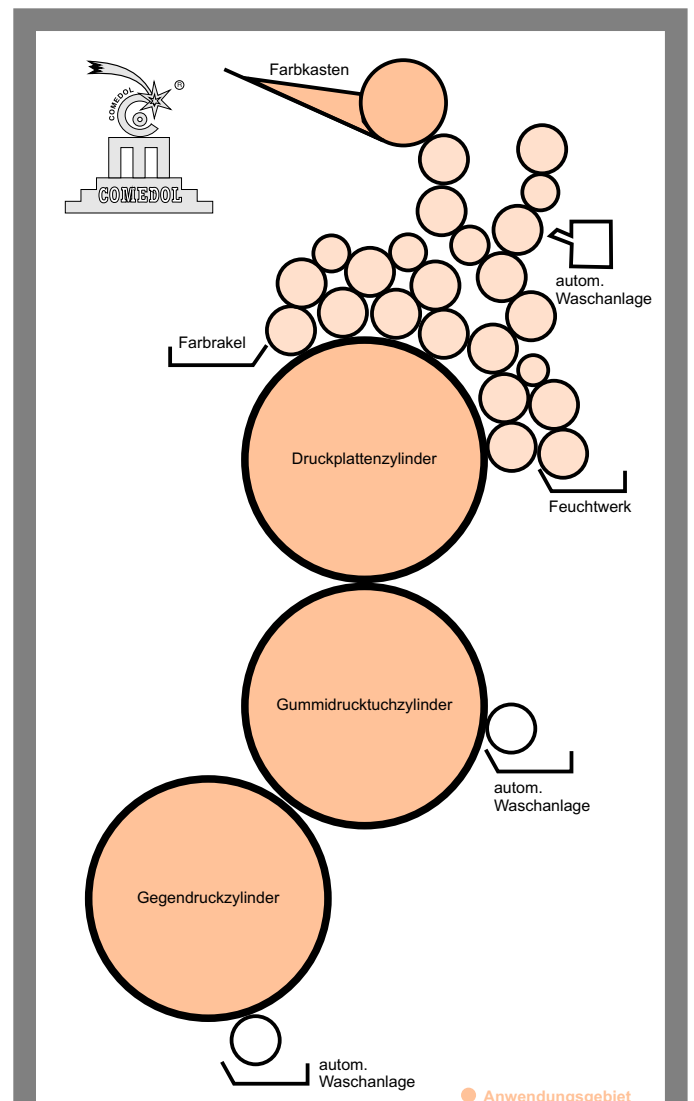 Farbkasten
®
COMEDOL
COMEDOL
autom.
Waschanlage
Farbrakel
Druckplattenzylinder
Feuchtwerk
Gummidrucktuchzylinder
autom.
Waschanlage
Gegendruckzylinder
autom.
Waschanlage
Anwendungsgebiet